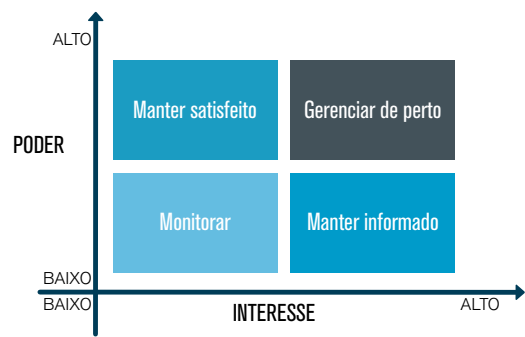 ALTO
Manter satisfeito
Gerenciar de perto
PODER
Monitorar
Manter informado
BAIXO
BAIXO
INTERESSE
ALTO